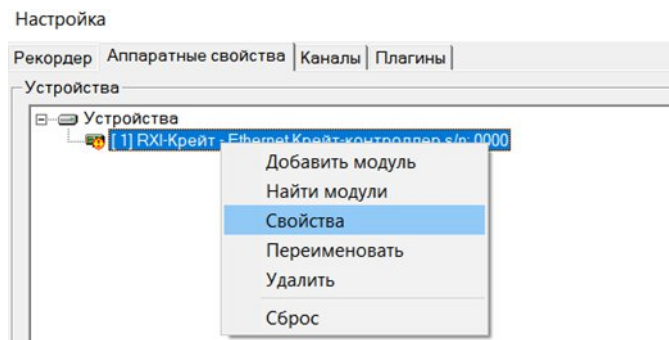 Настройка
Рекордер Аппаратные свойства Каналы Плагины
Устройства
Устройства
[ 1] RXI-Крейт - Ethernet Крейт-контроллер s/n: 0000
Добавить модуль
Найти модули
Свойства
Переименовать
Удалить
Сброс